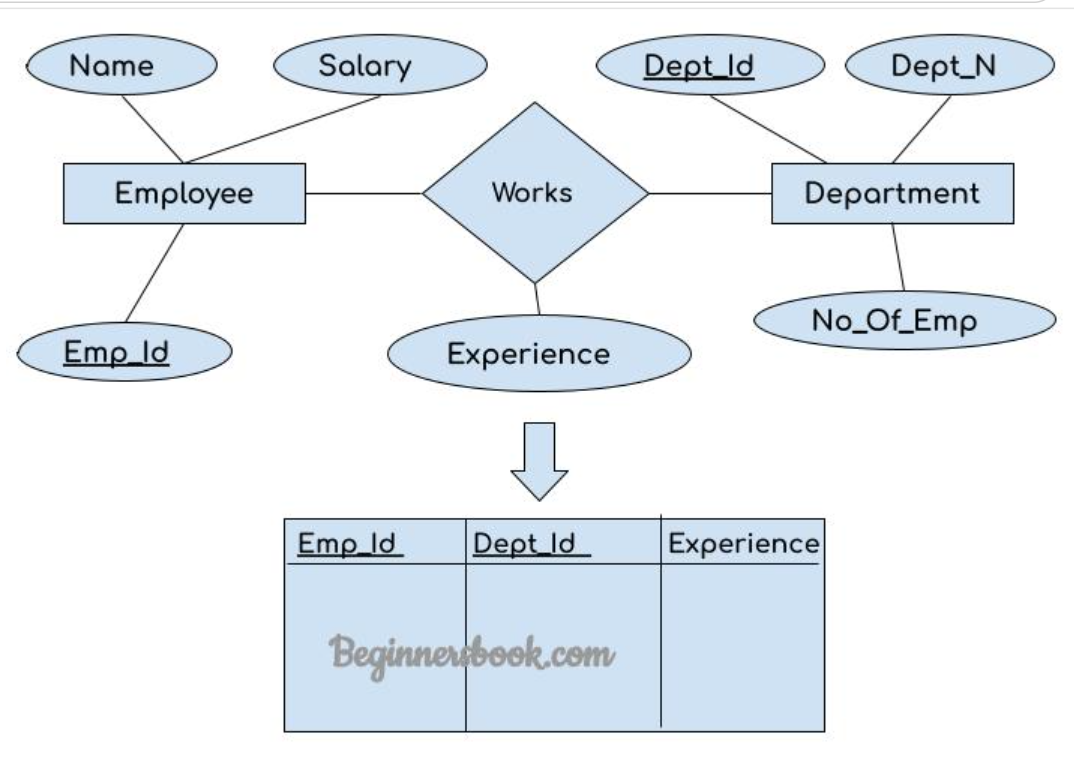 Name
Salary
Dept_Id
Dept_N
Employee
Works
Department
Emp_Id
Experience
No_Of_Emp
Emp_Id
Dept_Id
Experience
Beginnersbook.com